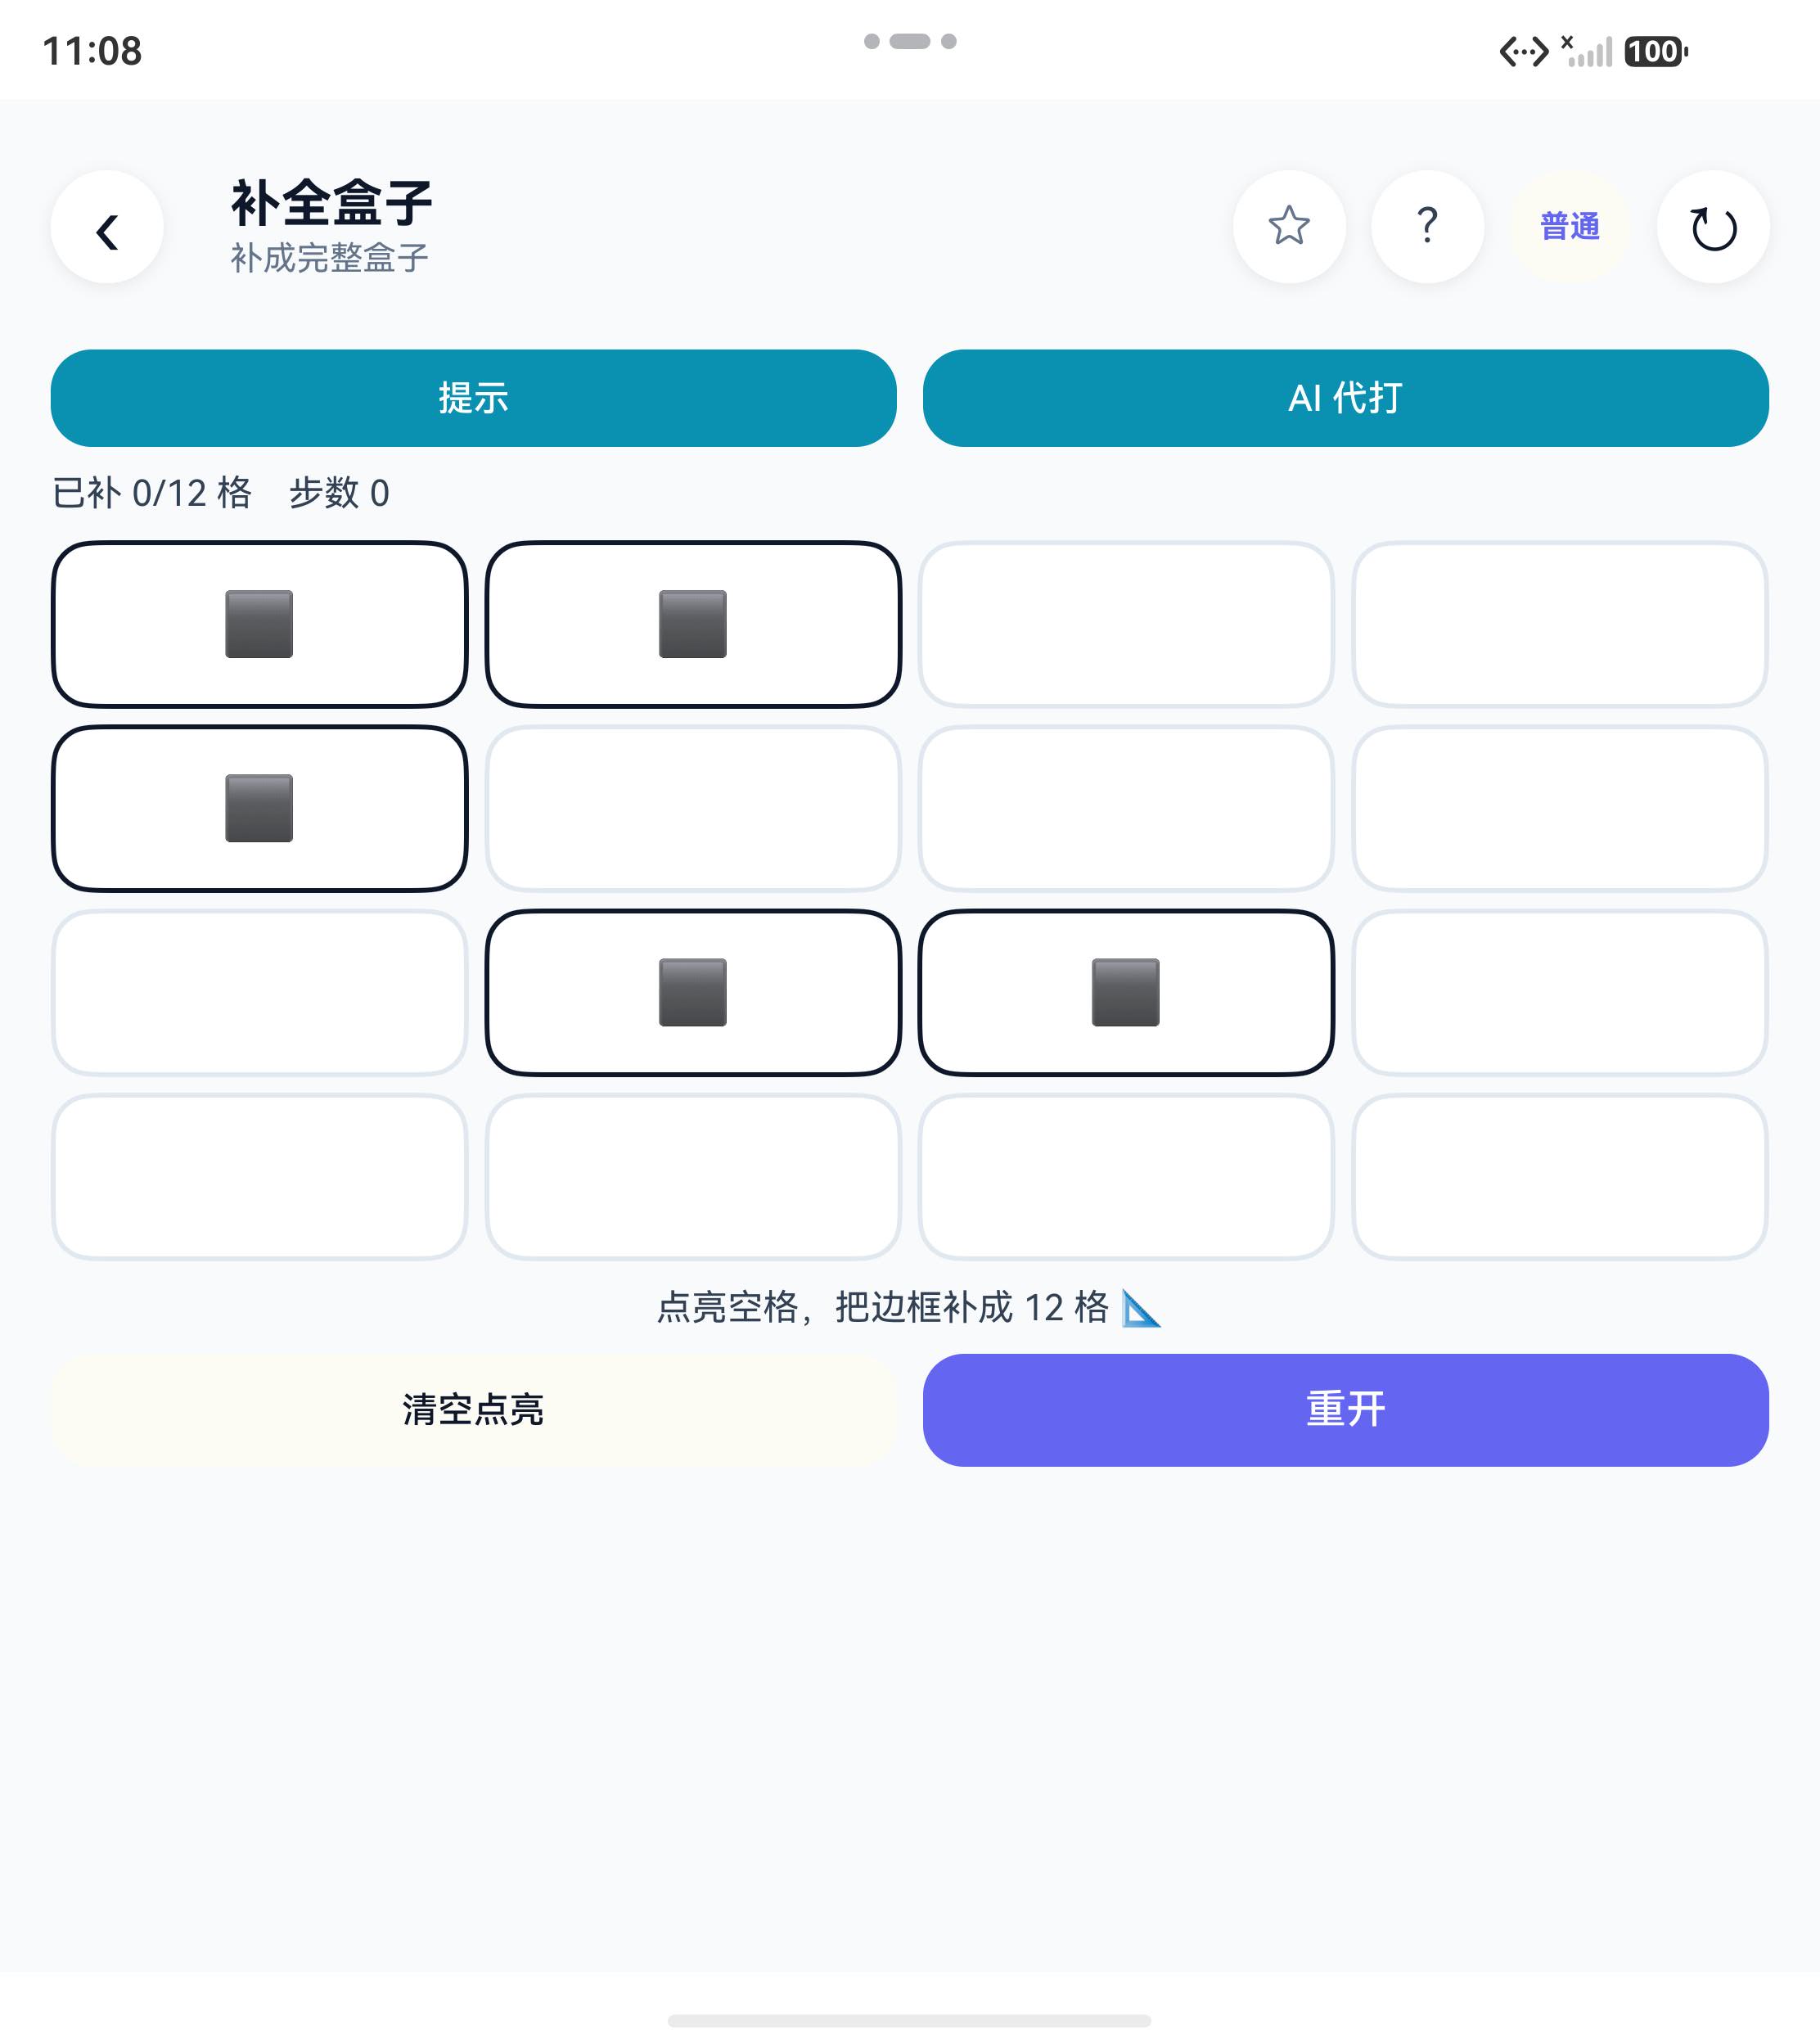 11:08
100
补全盒子
补成完整盒子
?
普通
提示
AI 代打
已补 0/12 格 步数 0
点亮空格，把边框补成 12 格
清空点亮
重开